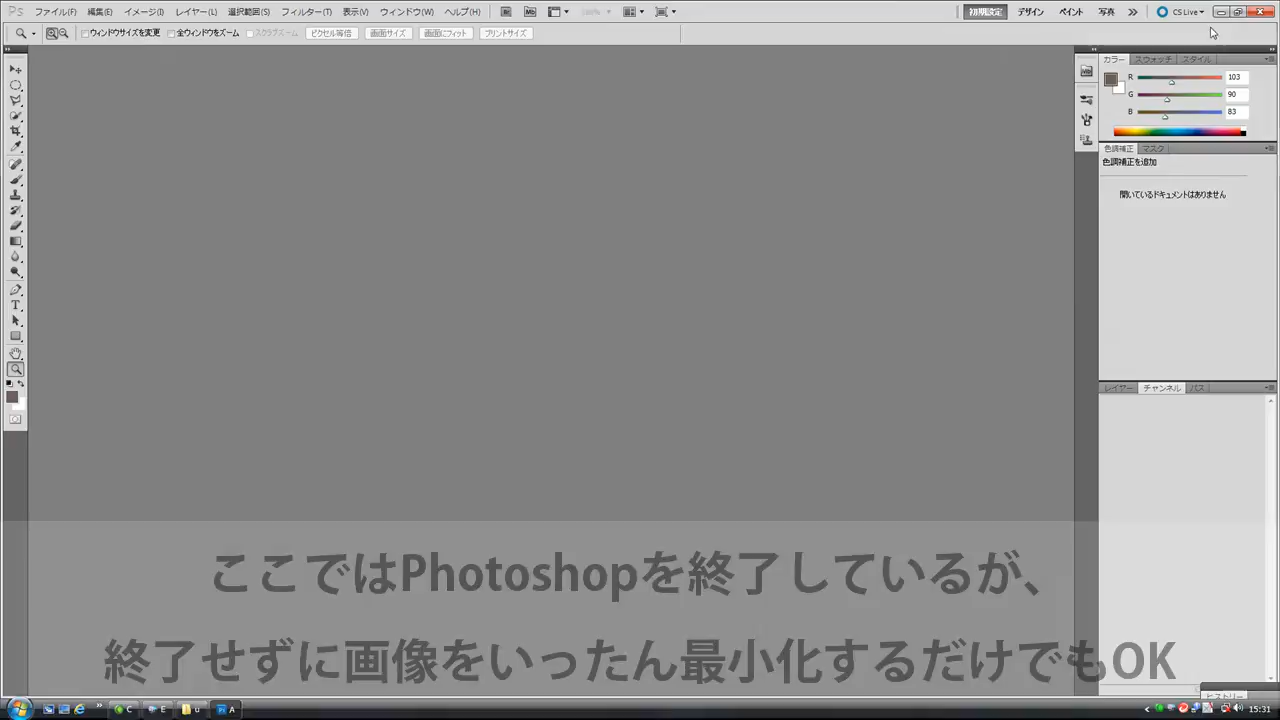 Ps ファイル(F) 編集(E) イメージ(I) レイヤー(L) 選択範囲(S) フィルター(T) 表示(V) ウィンドウ(W) ヘルプ(H) Br Mb 初期設定 デザイン ペイント 写真 CS Live
ウィンドウサイズを変更 全ウィンドウをズーム スクラブズーム ピクセル等倍 画面サイズ 画面にフィット プリントサイズ
カラー スウォッチ スタイル
R 103
G 90
B 83
色調補正 マスク
色調補正を追加
開いているドキュメントはありません
レイヤー チャンネル パス
ここではPhotoshopを終了しているが、
終了せずに画像をいったん最小化するだけでもOK
ヒストリー
C E u A 15:31